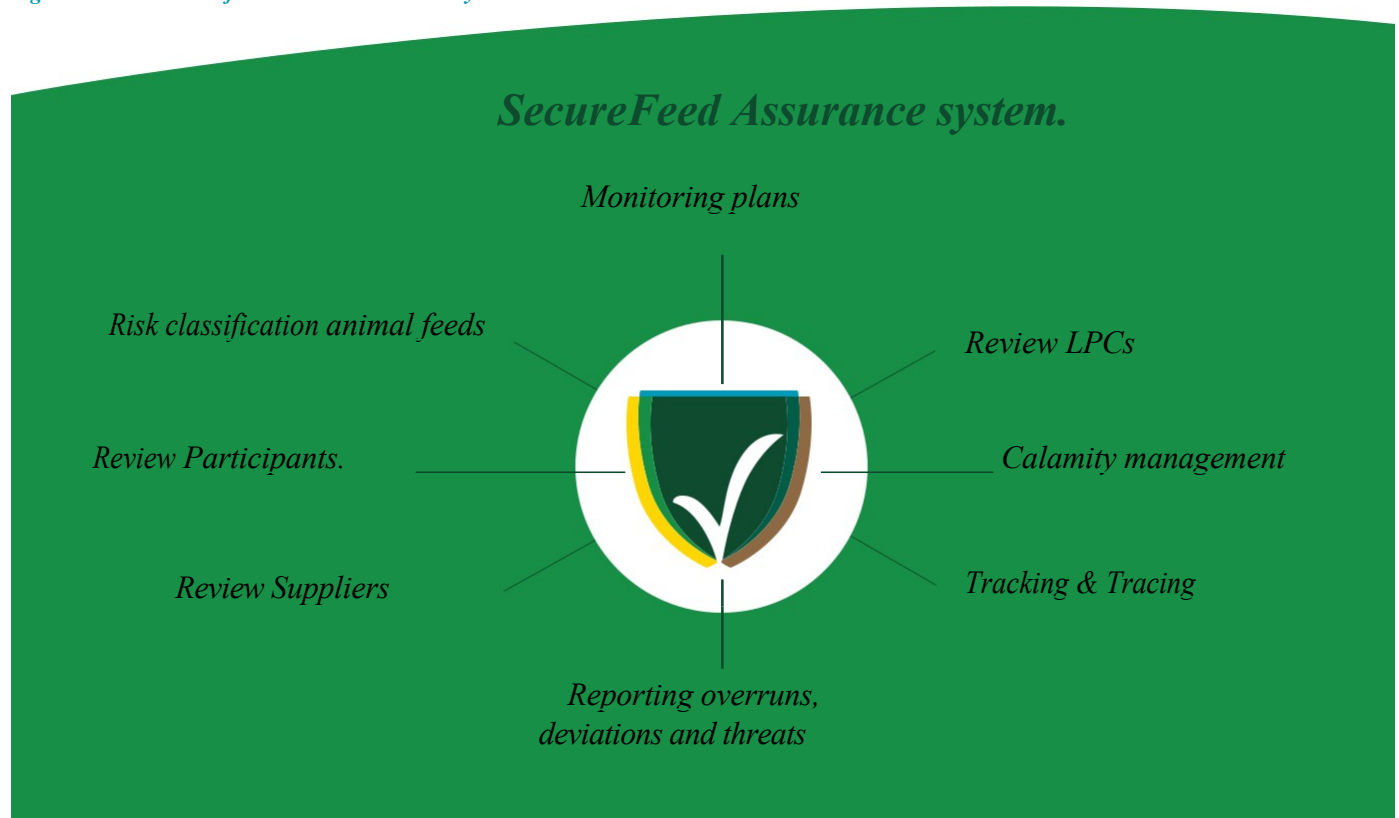 SecureFeed Assurance system.
Monitoring plans
Risk classification animal feeds
Review LPCs
Review Participants.
Calamity management
Review Suppliers
Tracking & Tracing
Reporting overruns,
deviations and threats